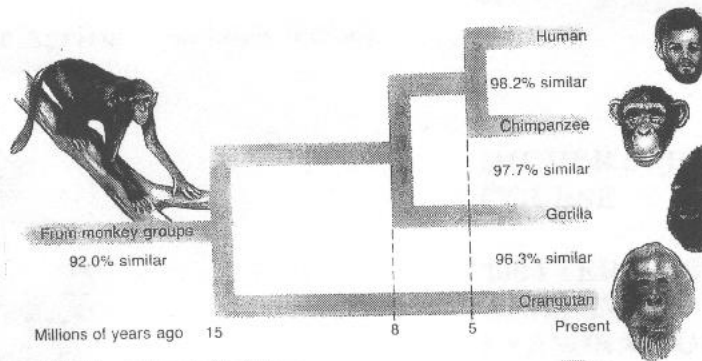 Human
98.2% similar
Chimpanzee
97.7% similar
Gorilla
From monkey groups
92.0% similar
96.3% similar
Orangutan
Millions of years ago 15 8 5 Present